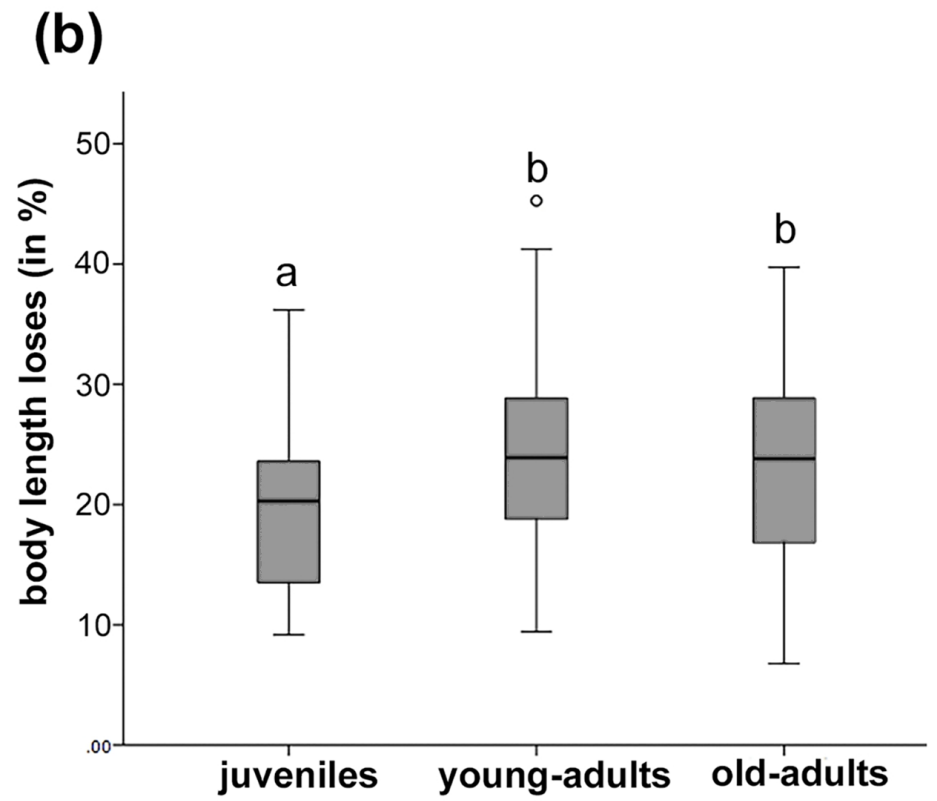 (b)
body length loses (in %)
50
40
30
20
10
.00
a
b
b
juveniles
young-adults
old-adults